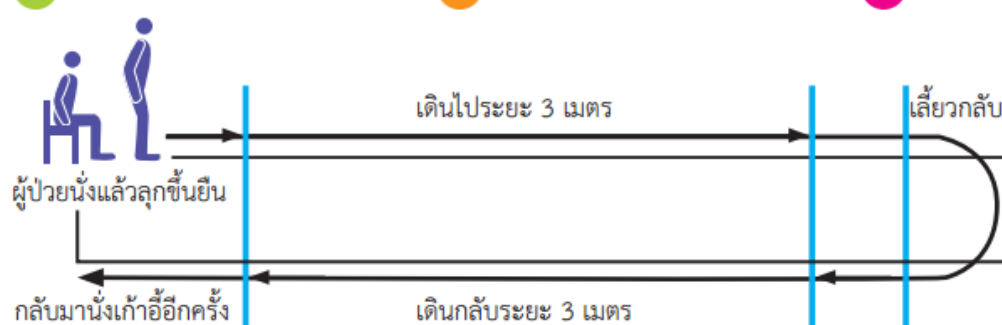 เดินไประยะ 3 เมตร
เลี้ยวกลับ
ผู้ป่วยนั่งแล้วลุกขึ้นยืน
กลับมานั่งเก้าอี้อีกครั้ง
เดินกลับระยะ 3 เมตร